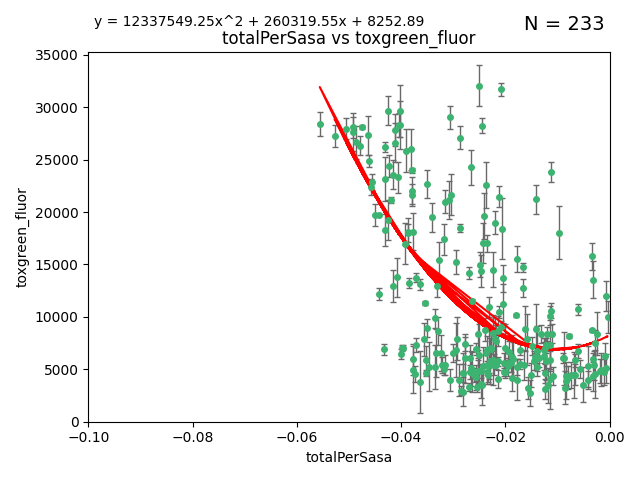 y = 12337549.25x^2 + 260319.55x + 8252.89
N = 233
totalPerSasa vs toxgreen_fluor
35000
30000
25000
20000
15000
10000
5000
0
toxgreen_fluor
−0.10
−0.08
−0.06
−0.04
−0.02
0.00
totalPerSasa